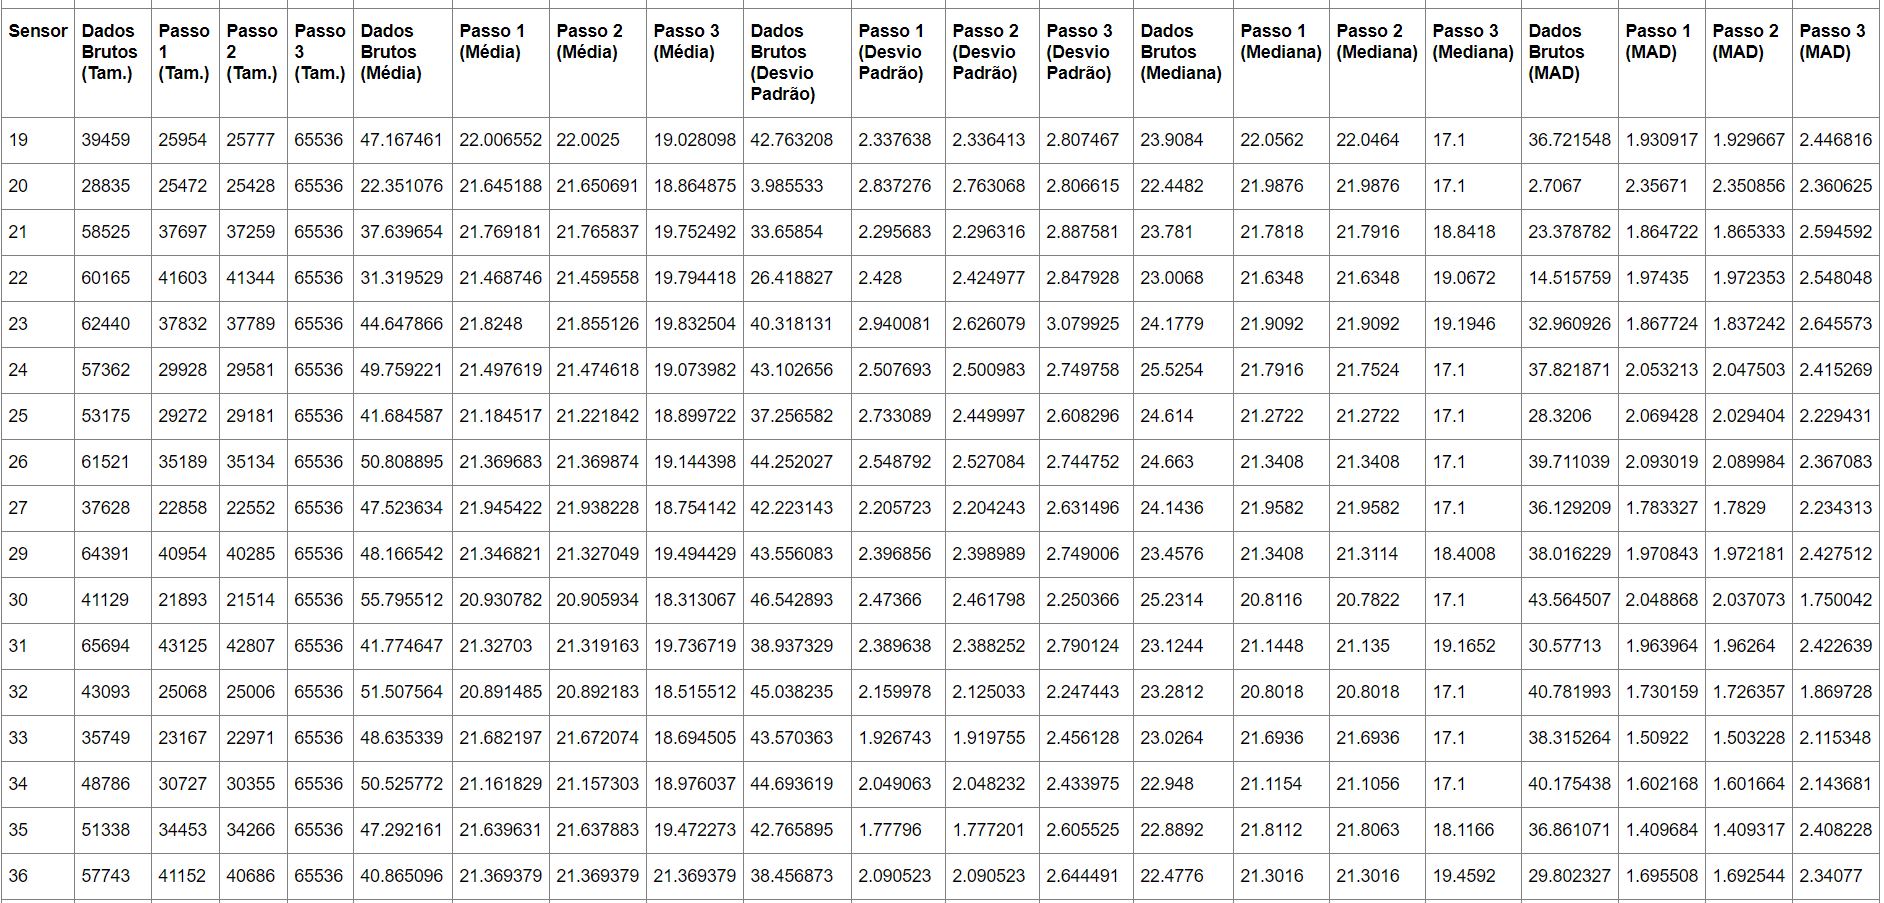 Sensor Dados Brutos (Tam.) Passo 1 (Tam.) Passo 2 (Tam.) Passo 3 (Tam.) Dados Brutos (Média) Passo 1 (Média) Passo 2 (Média) Passo 3 (Média) Dados Brutos (Desvio Padrão) Passo 1 (Desvio Padrão) Passo 2 (Desvio Padrão) Passo 3 (Desvio Padrão) Dados Brutos (Mediana) Passo 1 (Mediana) Passo 2 (Mediana) Passo 3 (Mediana) Dados Brutos (MAD) Passo 1 (MAD) Passo 2 (MAD) Passo 3 (MAD)
19 39459 25954 25777 65536 47.167461 22.006552 22.0025 19.028098 42.763208 2.337638 2.336413 2.807467 23.9084 22.0562 22.0464 17.1 36.721548 1.930917 1.929667 2.446816
20 28835 25472 25428 65536 22.351076 21.645188 21.650691 18.864875 3.985533 2.837276 2.763068 2.806615 22.4482 21.9876 21.9876 17.1 2.7067 2.35671 2.350856 2.360625
21 58525 37697 37259 65536 37.639654 21.769181 21.765837 19.752492 33.65854 2.295683 2.296316 2.887581 23.781 21.7818 21.7916 18.8418 23.378782 1.864722 1.865333 2.594592
22 60165 41603 41344 65536 31.319529 21.468746 21.459558 19.794418 26.418827 2.428 2.424977 2.847928 23.0068 21.6348 21.6348 19.0672 14.515759 1.97435 1.972353 2.548048
23 62440 37832 37789 65536 44.647866 21.8248 21.855126 19.832504 40.318131 2.940081 2.626079 3.079925 24.1779 21.9092 21.9092 19.1946 32.960926 1.867724 1.837242 2.645573
24 57362 29928 29581 65536 49.759221 21.497619 21.474618 19.073982 43.102656 2.507693 2.500983 2.749758 25.5254 21.7916 21.7524 17.1 37.821871 2.053213 2.047503 2.415269
25 53175 29272 29181 65536 41.684587 21.184517 21.221842 18.899722 37.256582 2.733089 2.449997 2.608296 24.614 21.2722 21.2722 17.1 28.3206 2.069428 2.029404 2.229431
26 61521 35189 35134 65536 50.808895 21.369683 21.369874 19.144398 44.252027 2.548792 2.527084 2.744752 24.663 21.3408 21.3408 17.1 39.711039 2.093019 2.089984 2.367083
27 37628 22858 22552 65536 47.523634 21.945422 21.938228 18.754142 42.223143 2.205723 2.204243 2.631496 24.1436 21.9582 21.9582 17.1 36.129209 1.783327 1.7829 2.234313
29 64391 40954 40285 65536 48.166542 21.346821 21.327049 19.494429 43.556083 2.396856 2.398989 2.749006 23.4576 21.3408 21.3114 18.4008 38.016229 1.970843 1.972181 2.427512
30 41129 21893 21514 65536 55.795512 20.930782 20.905934 18.313067 46.542893 2.47366 2.461798 2.250366 25.2314 20.8116 20.7822 17.1 43.564507 2.048868 2.037073 1.750042
31 65694 43125 42807 65536 41.774647 21.32703 21.319163 19.736719 38.937329 2.389638 2.388252 2.790124 23.1244 21.1448 21.135 19.1652 30.57713 1.963964 1.96264 2.422639
32 43093 25068 25006 65536 51.507564 20.891485 20.892183 18.515512 45.038235 2.159978 2.125033 2.247443 23.2812 20.8018 20.8018 17.1 40.781993 1.730159 1.726357 1.869728
33 35749 23167 22971 65536 48.635339 21.682197 21.672074 18.694505 43.570363 1.926743 1.919755 2.456128 23.0264 21.6936 21.6936 17.1 38.315264 1.50922 1.503228 2.115348
34 48786 30727 30355 65536 50.525772 21.161829 21.157303 18.976037 44.693619 2.049063 2.048232 2.433975 22.948 21.1154 21.1056 17.1 40.175438 1.602168 1.601664 2.143681
35 51338 34453 34266 65536 47.292161 21.639631 21.637883 19.472273 42.765895 1.77796 1.777201 2.605525 22.8892 21.8112 21.8063 18.1166 36.861071 1.409684 1.409317 2.408228
36 57743 41152 40686 65536 40.865096 21.369379 21.369379 21.369379 38.456873 2.090523 2.090523 2.644491 22.4776 21.3016 21.3016 19.4592 29.802327 1.695508 1.692544 2.34077